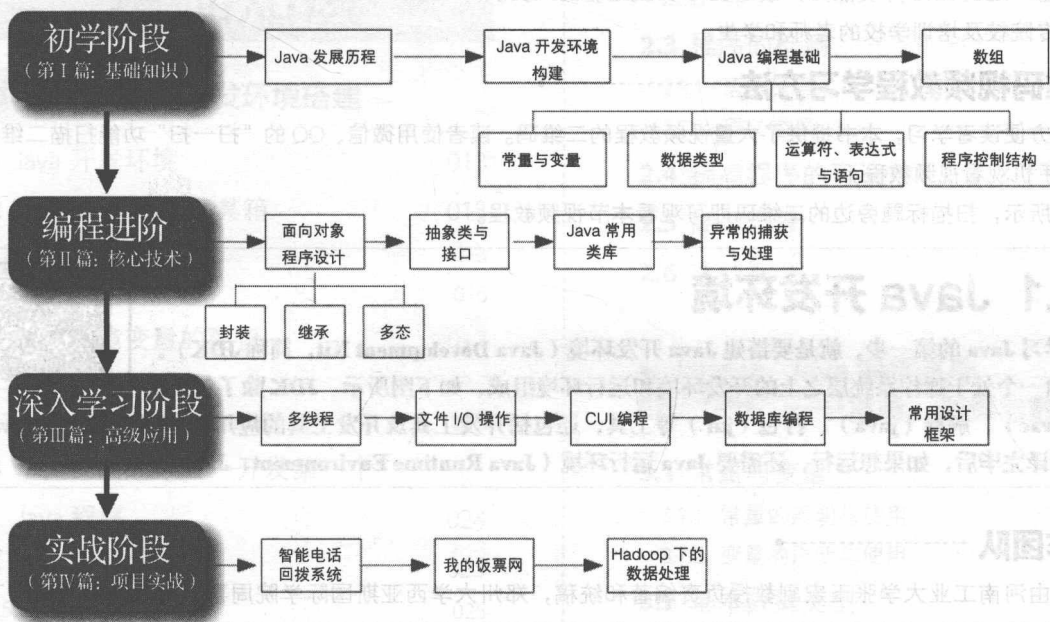 初学阶段
(第Ⅰ篇: 基础知识)
Java 发展历程
Java 开发环境
构建
Java 编程基础
数组
常量与变量
数据类型
运算符、表达式
与语句
程序控制结构
编程进阶
(第Ⅱ篇: 核心技术)
面向对象
程序设计
抽象类与
接口
Java 常用
类库
异常的捕获
与处理
封装
继承
多态
深入学习阶段
(第Ⅲ篇: 高级应用)
多线程
文件 I/O 操作
CUI 编程
数据库编程
常用设计
框架
实战阶段
(第Ⅳ篇: 项目实战)
智能电话
回拨系统
我的饭票网
Hadoop 下的
数据处理